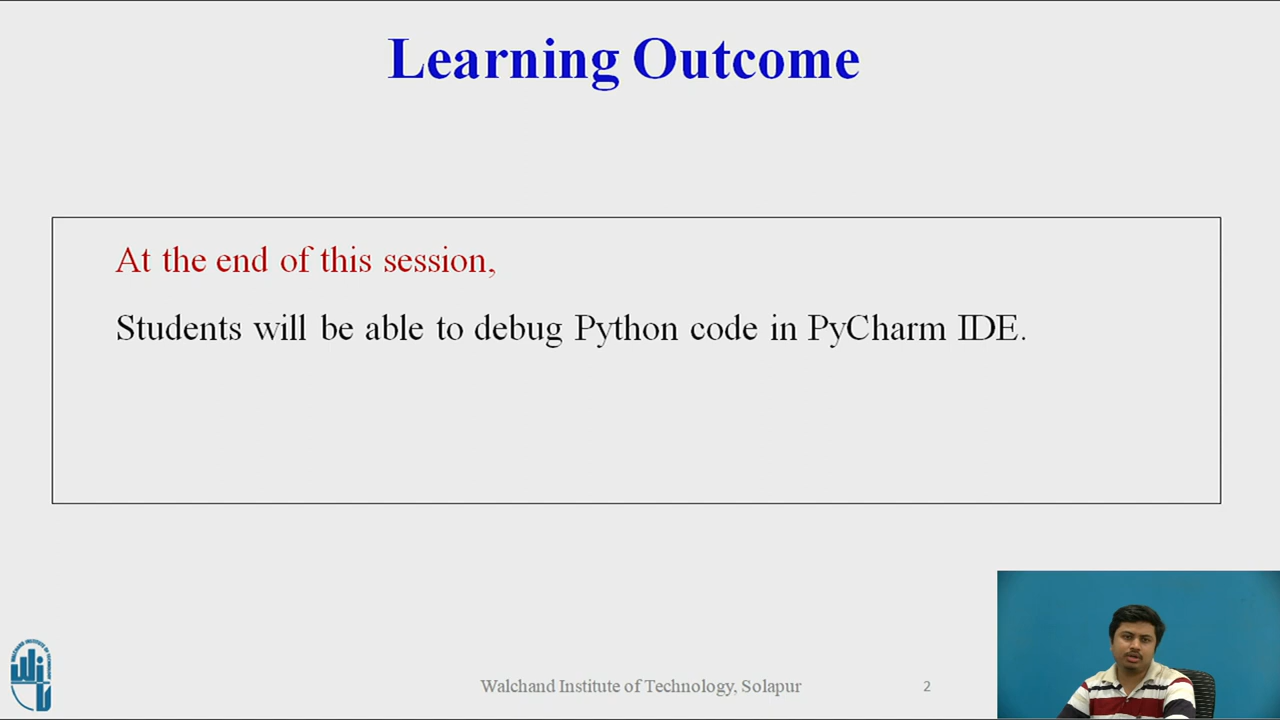 Learning Outcome
At the end of this session,
Students will be able to debug Python code in PyCharm IDE.
Walchand Institute of Technology, Solapur
2